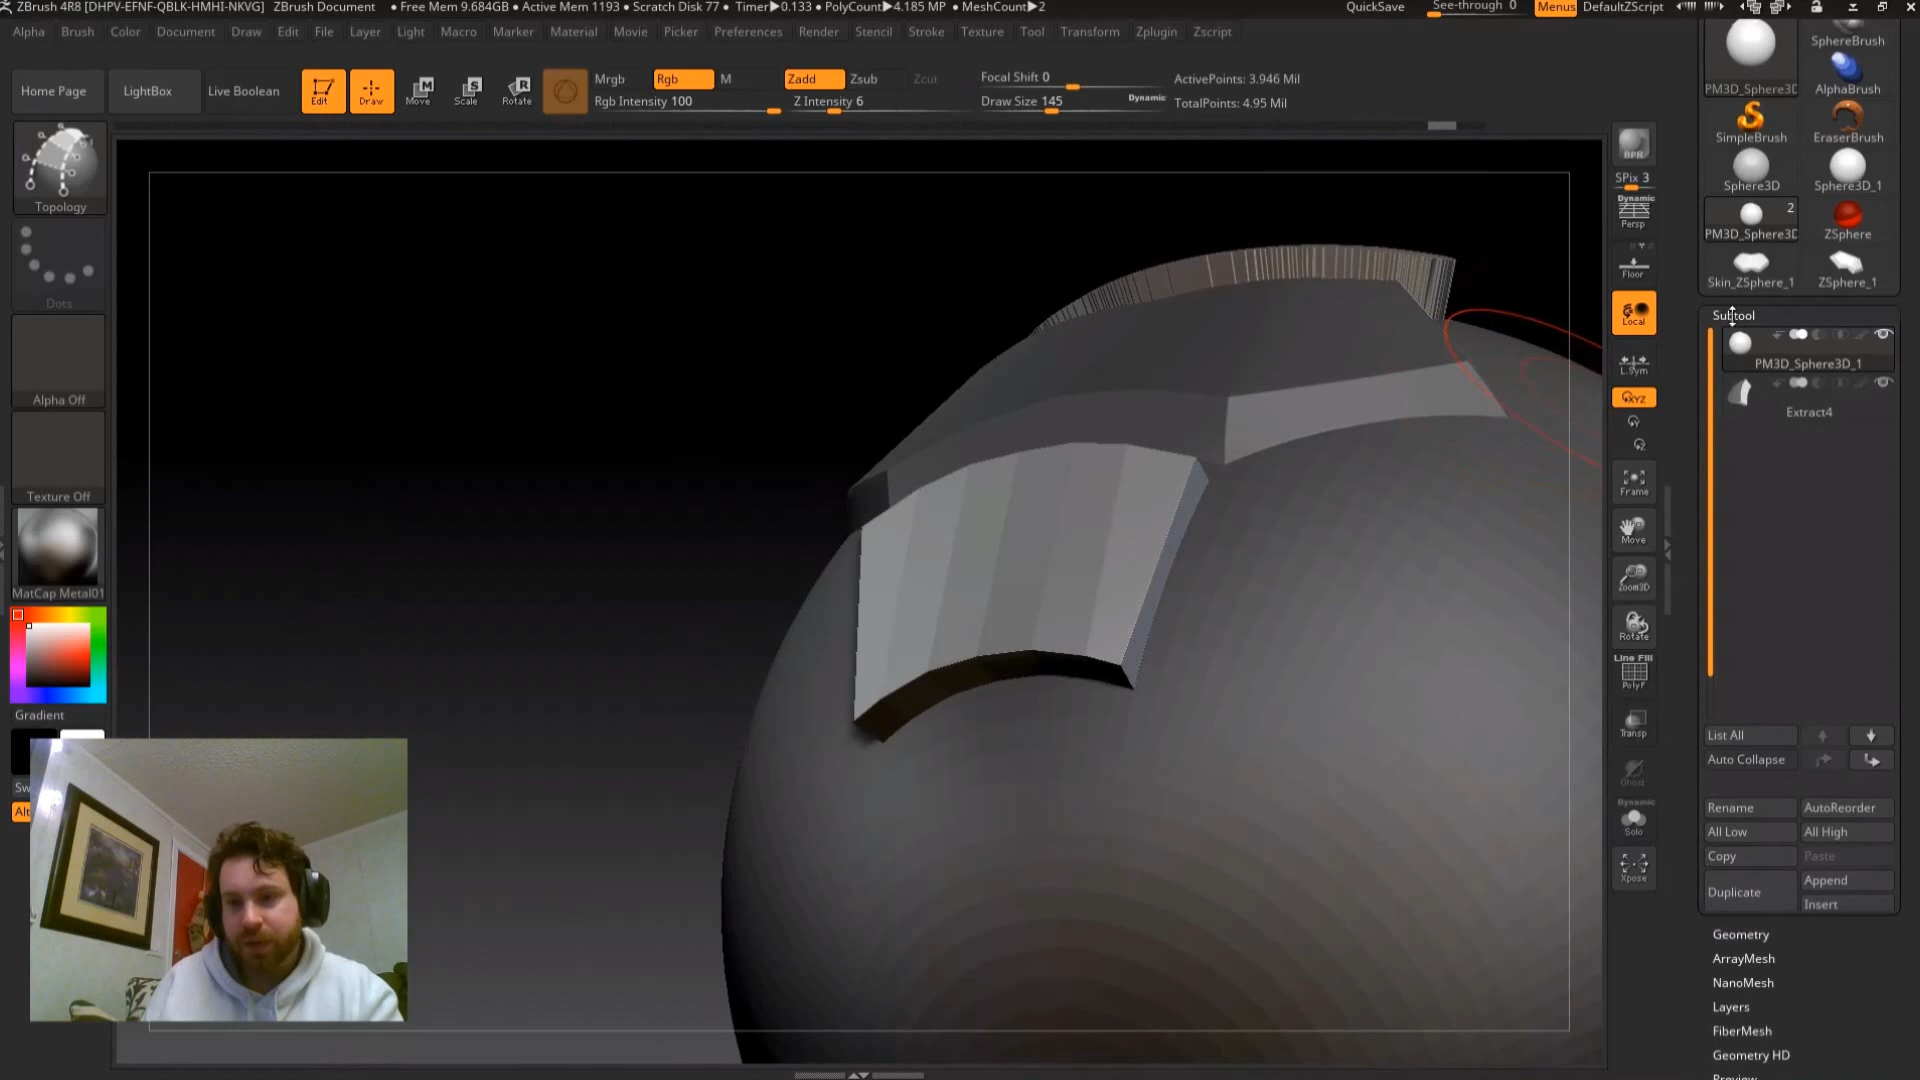 ZBrush 4R8 [DHPV-EFNF-QBLK-HMHI-NKVG] ZBrush Document • Free Mem 9.684GB • Active Mem 1193 • Scratch Disk 77 • Timer▶0.133 • PolyCount▶4.185 MP • MeshCount▶2 QuickSave See-through 0 Menus DefaultZScript
Alpha Brush Color Document Draw Edit File Layer Light Macro Marker Material Movie Picker Preferences Render Stencil Stroke Texture Tool Transform Zplugin Zscript
Home Page LightBox Live Boolean Edit Draw Move Scale Rotate
Mrgb Rgb M Zadd Zsub Zcut Focal Shift 0 ActivePoints: 3.946 Mil
Rgb Intensity 100 Z Intensity 6 Draw Size 145 Dynamic TotalPoints: 4.95 Mil
Topology
Dots
Alpha Off
Texture Off
MatCap Metal01
Gradient
Sw
Alt
BPR
SPix 3
Dynamic
Persp
Floor
Local
L.Sym
XYZ
Frame
Move
Zoom3D
Rotate
Line Fill
PolyF
Transp
Ghost
Dynamic
Solo
Xpose
SphereBrush
PM3D_Sphere3D AlphaBrush
SimpleBrush EraserBrush
Sphere3D Sphere3D_1
2
PM3D_Sphere3D ZSphere
Skin_ZSphere_1 ZSphere_1
Subtool
PM3D_Sphere3D_1
Extract4
List All
Auto Collapse
Rename AutoReorder
All Low All High
Copy Paste
Duplicate Append
Insert
Geometry
ArrayMesh
NanoMesh
Layers
FiberMesh
Geometry HD
Preview